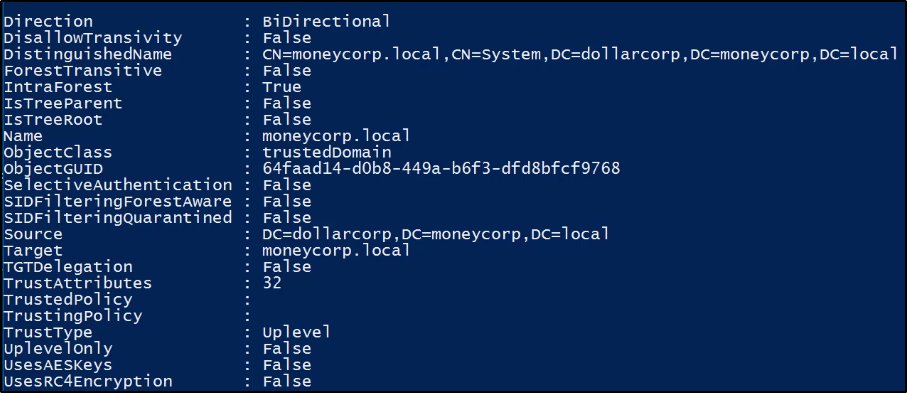 Direction : BiDirectional
DisallowTransivity : False
DistinguishedName : CN=moneycorp.local,CN=System,DC=dollarcorp,DC=moneycorp,DC=local
ForestTransitive : False
IntraForest : True
IsTreeParent : False
IsTreeRoot : False
Name : moneycorp.local
ObjectClass : trustedDomain
ObjectGUID : 64faad14-d0b8-449a-b6f3-dfd8bfcf9768
SelectiveAuthentication : False
SIDFilteringForestAware : False
SIDFilteringQuarantined : False
Source : DC=dollarcorp,DC=moneycorp,DC=local
Target : moneycorp.local
TGTDelegation : False
TrustAttributes : 32
TrustedPolicy :
TrustingPolicy :
TrustType : Uplevel
UplevelOnly : False
UsesAESKeys : False
UsesRC4Encryption : False